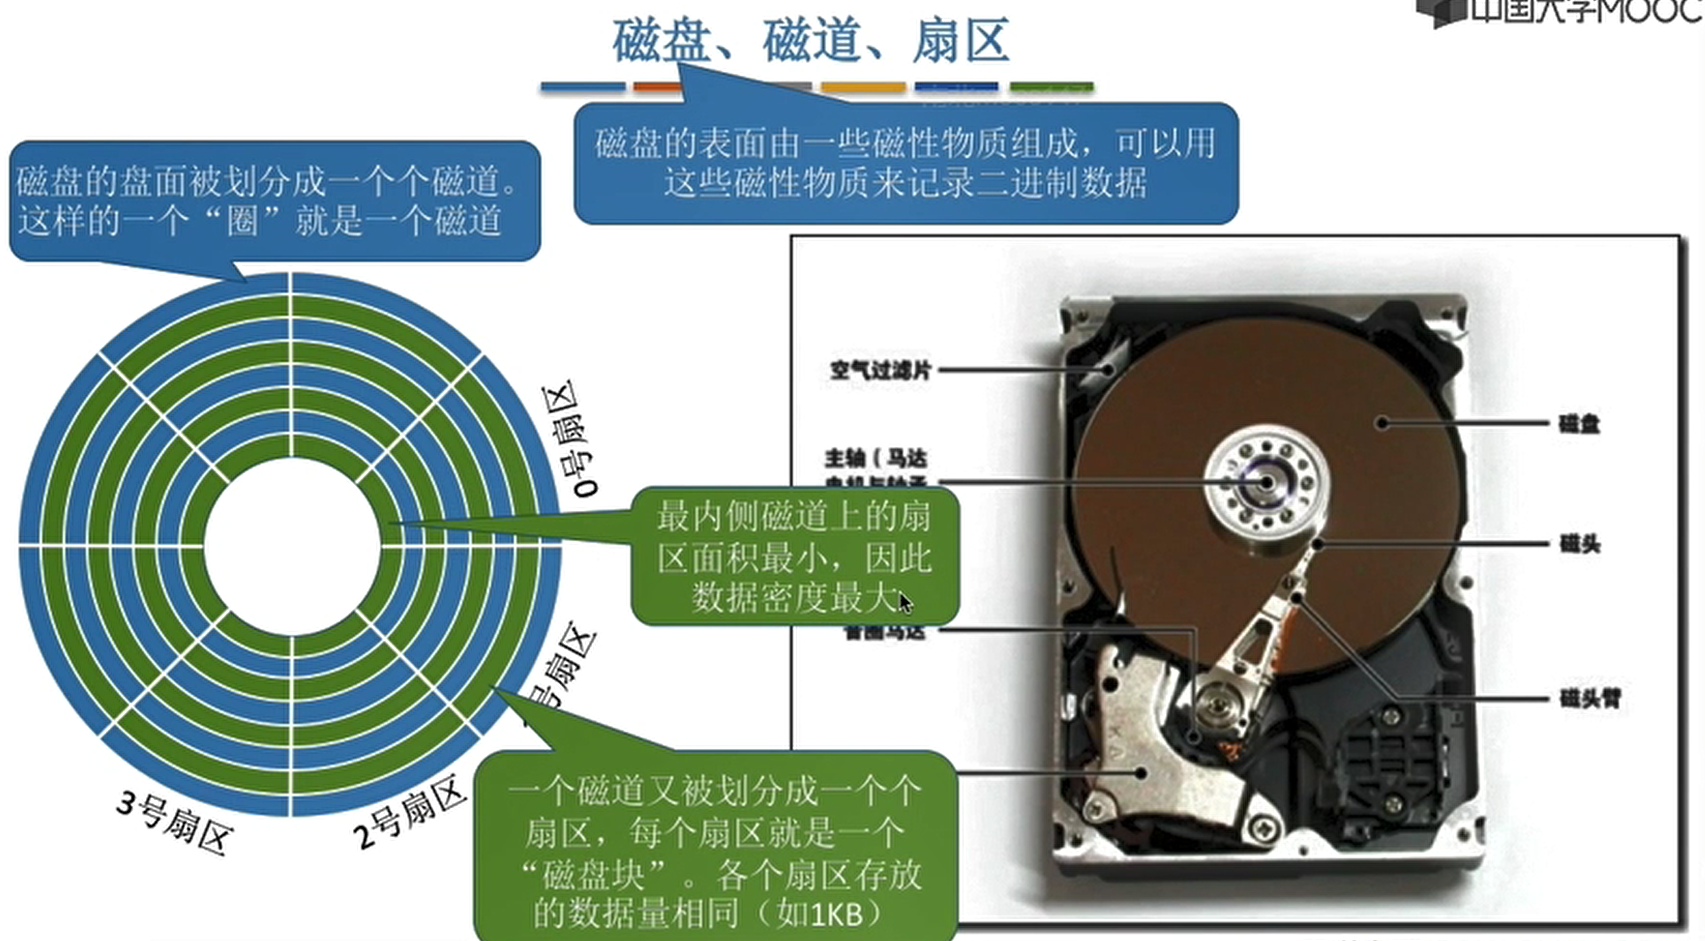 中国大学MOOC
磁盘、磁道、扇区
磁盘的表面由一些磁性物质组成，可以用
这些磁性物质来记录二进制数据
磁盘的盘面被划分成一个个磁道。
这样的一个“圈”就是一个磁道
0号扇区
号扇区
2号扇区
3号扇区
最内侧磁道上的扇
区面积最小，因此
数据密度最大
一个磁道又被划分成一个个
扇区，每个扇区就是一个
“磁盘块”。各个扇区存放
的数据量相同（如1KB）
空气过滤片
主轴（马达
音圈马达
磁盘
磁头
磁头臂